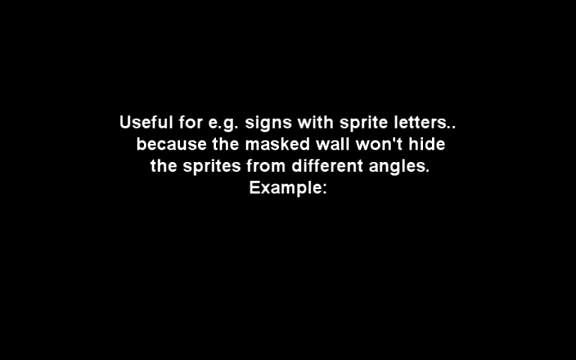 Useful for e.g. signs with sprite letters..
because the masked wall won't hide
the sprites from different angles.
Example: